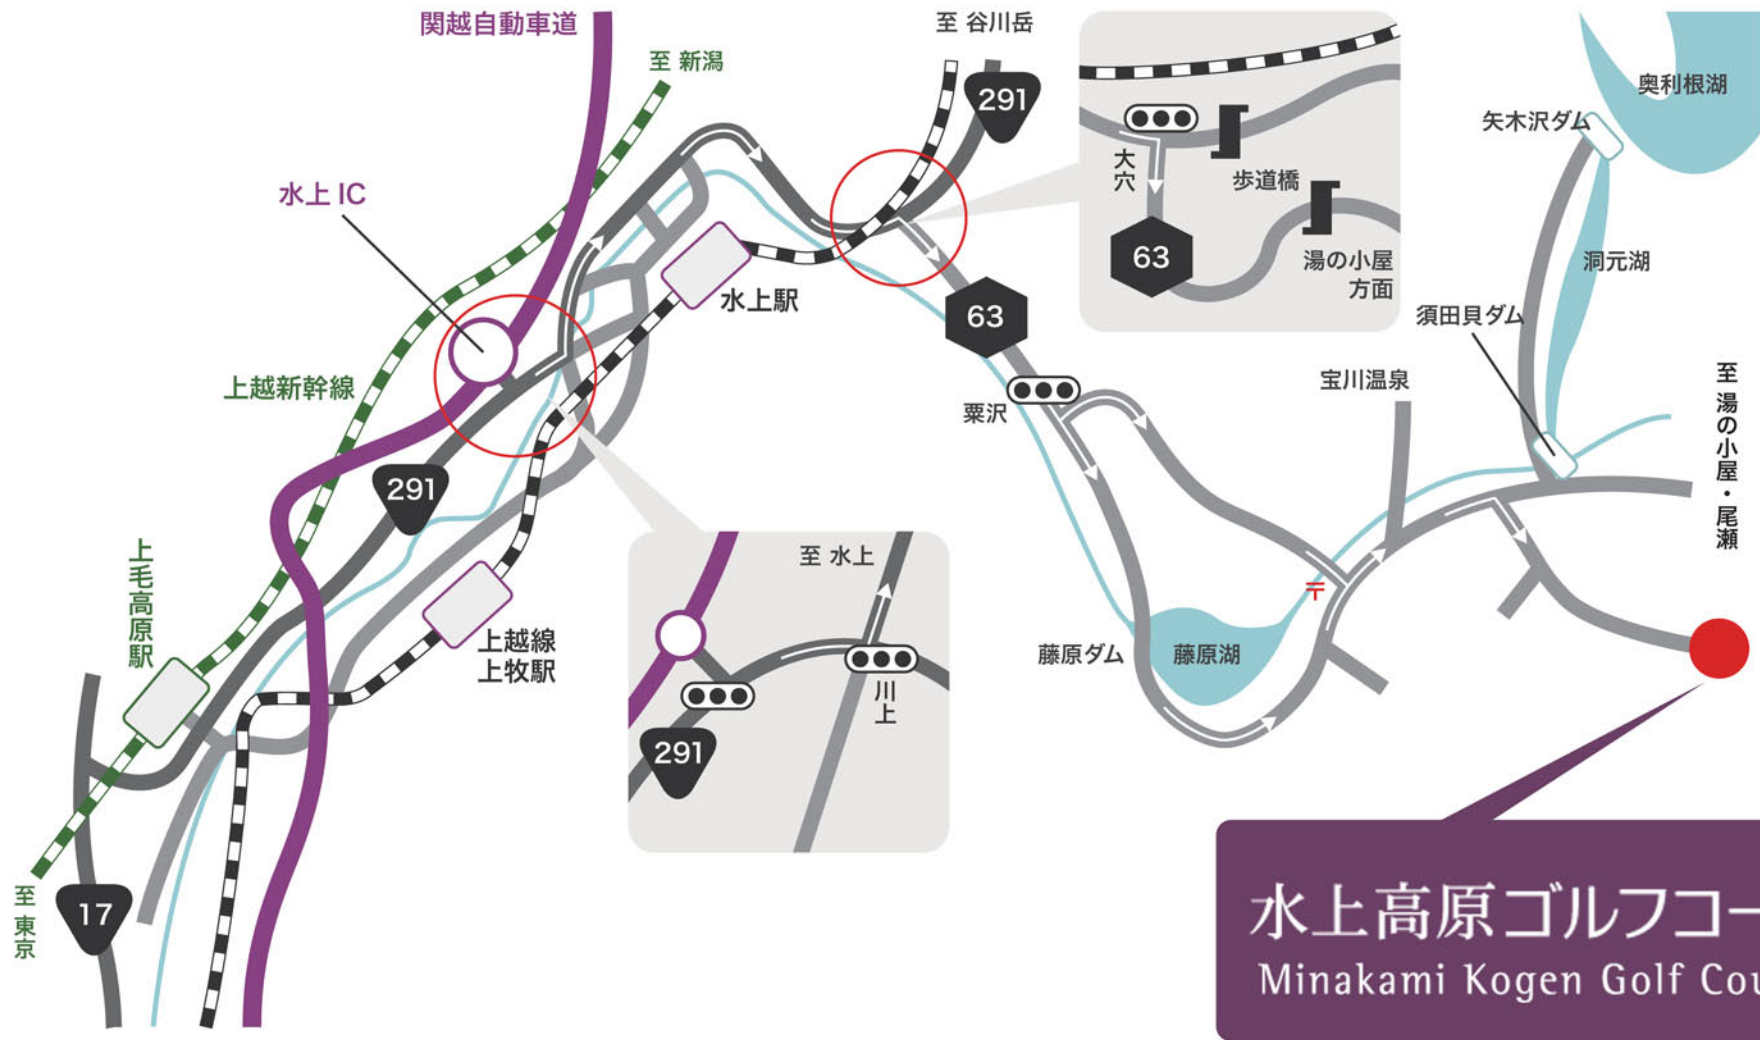 関越自動車道
至 新潟
至 谷川岳
291
水上 IC
大穴
歩道橋
63
湯の小屋
方面
奥利根湖
矢木沢ダム
洞元湖
須田貝ダム
水上駅
63
上越新幹線
粟沢
宝川温泉
至 湯の小屋・尾瀬
291
上毛高原駅
至 水上
〒
上越線
上牧駅
藤原ダム
藤原湖
川上
291
至 東京
17
水上高原ゴルフコー
Minakami Kogen Golf Cou